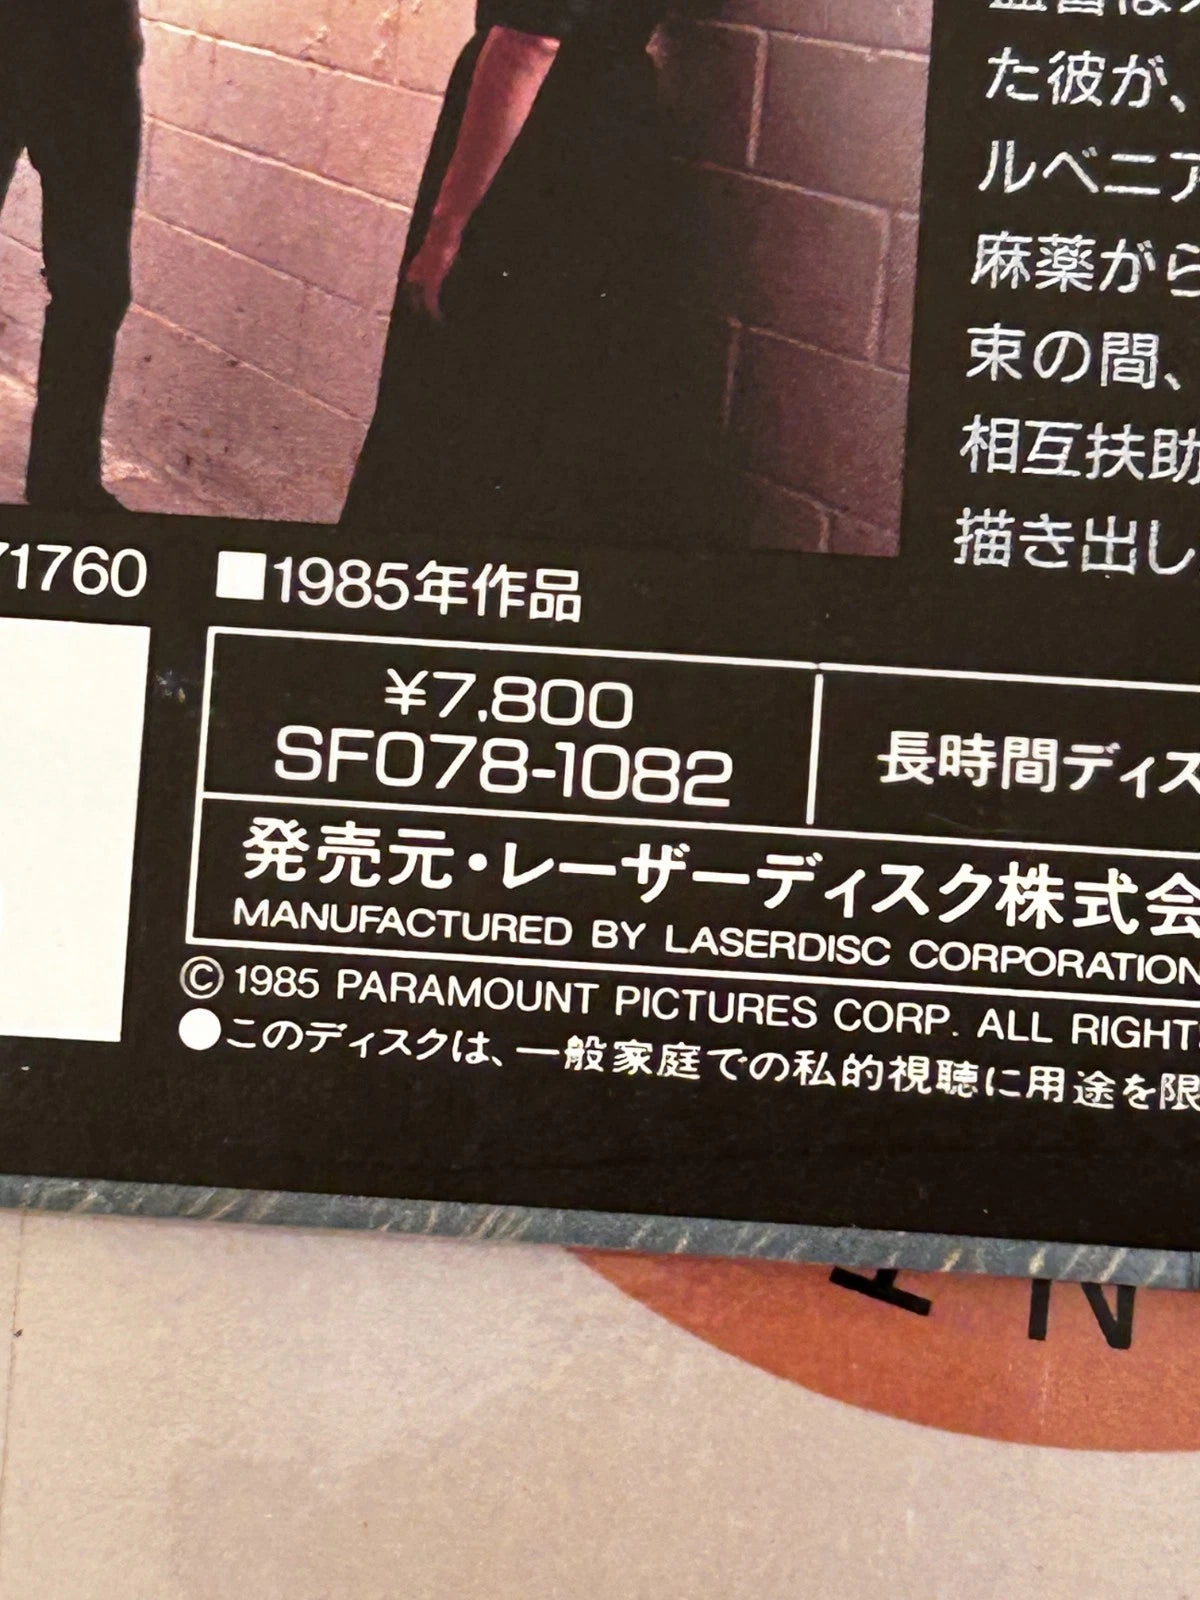 た彼が、
ルベニア
麻薬がら
束の間、
相互扶助
描き出し
71760
■1985年作品
¥7,800
SF078-1082
長時間ディス
発売元・レーザーディスク株式会
MANUFACTURED BY LASERDISC CORPORATION
Ⓒ1985 PARAMOUNT PICTURES CORP. ALL RIGHTS
●このディスクは、一般家庭での私的視聴に用途を限